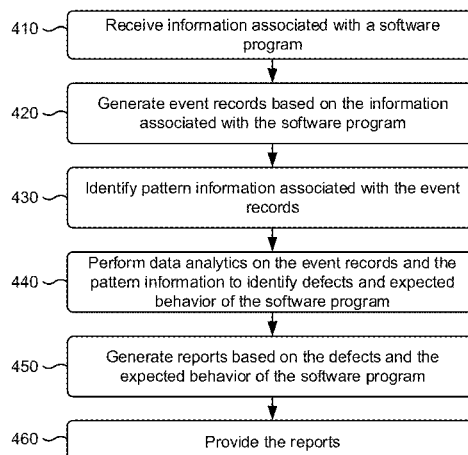 410
Receive information associated with a software
program
420
Generate event records based on the information
associated with the software program
430
Identify pattern information associated with the event
records
440
Perform data analytics on the event records and the
pattern information to identify defects and expected
behavior of the software program
450
Generate reports based on the defects and the
expected behavior of the software program
460
Provide the reports